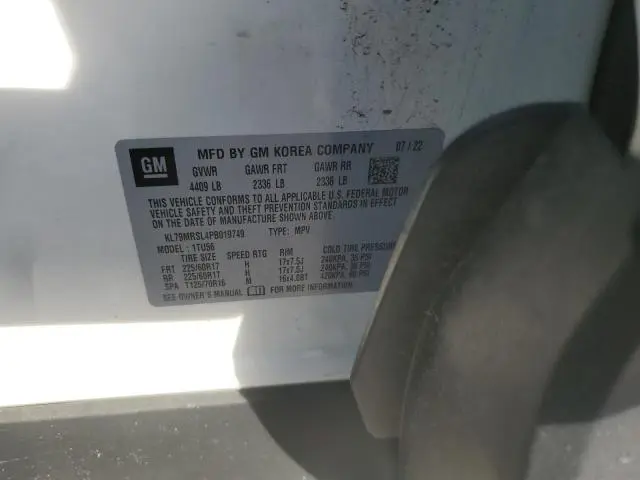 GM
MFD BY GM KOREA COMPANY 07 / 22
GVWR GAWR FRT GAWR RR
4409 LB 2336 LB 2336 LB
THIS VEHICLE CONFORMS TO ALL APPLICABLE U.S. FEDERAL MOTOR
VEHICLE SAFETY AND THEFT PREVENTION STANDARDS IN EFFECT
ON THE DATE OF MANUFACTURE SHOWN ABOVE.
KL79MRSL4PB019749 TYPE: MPV
MODEL: 1TU56
TIRE SIZE SPEED RTG RIM COLD TIRE PRESSURE
FRT 225/60R17 H 17x7.5J 240KPA, 35 PSI
RR 225/60R17 H 17x7.5J 240KPA, 35 PSI
SPA T125/70R16 M 16x4.0BT 420KPA, 60 PSI
SEE OWNER'S MANUAL FOR MORE INFORMATION